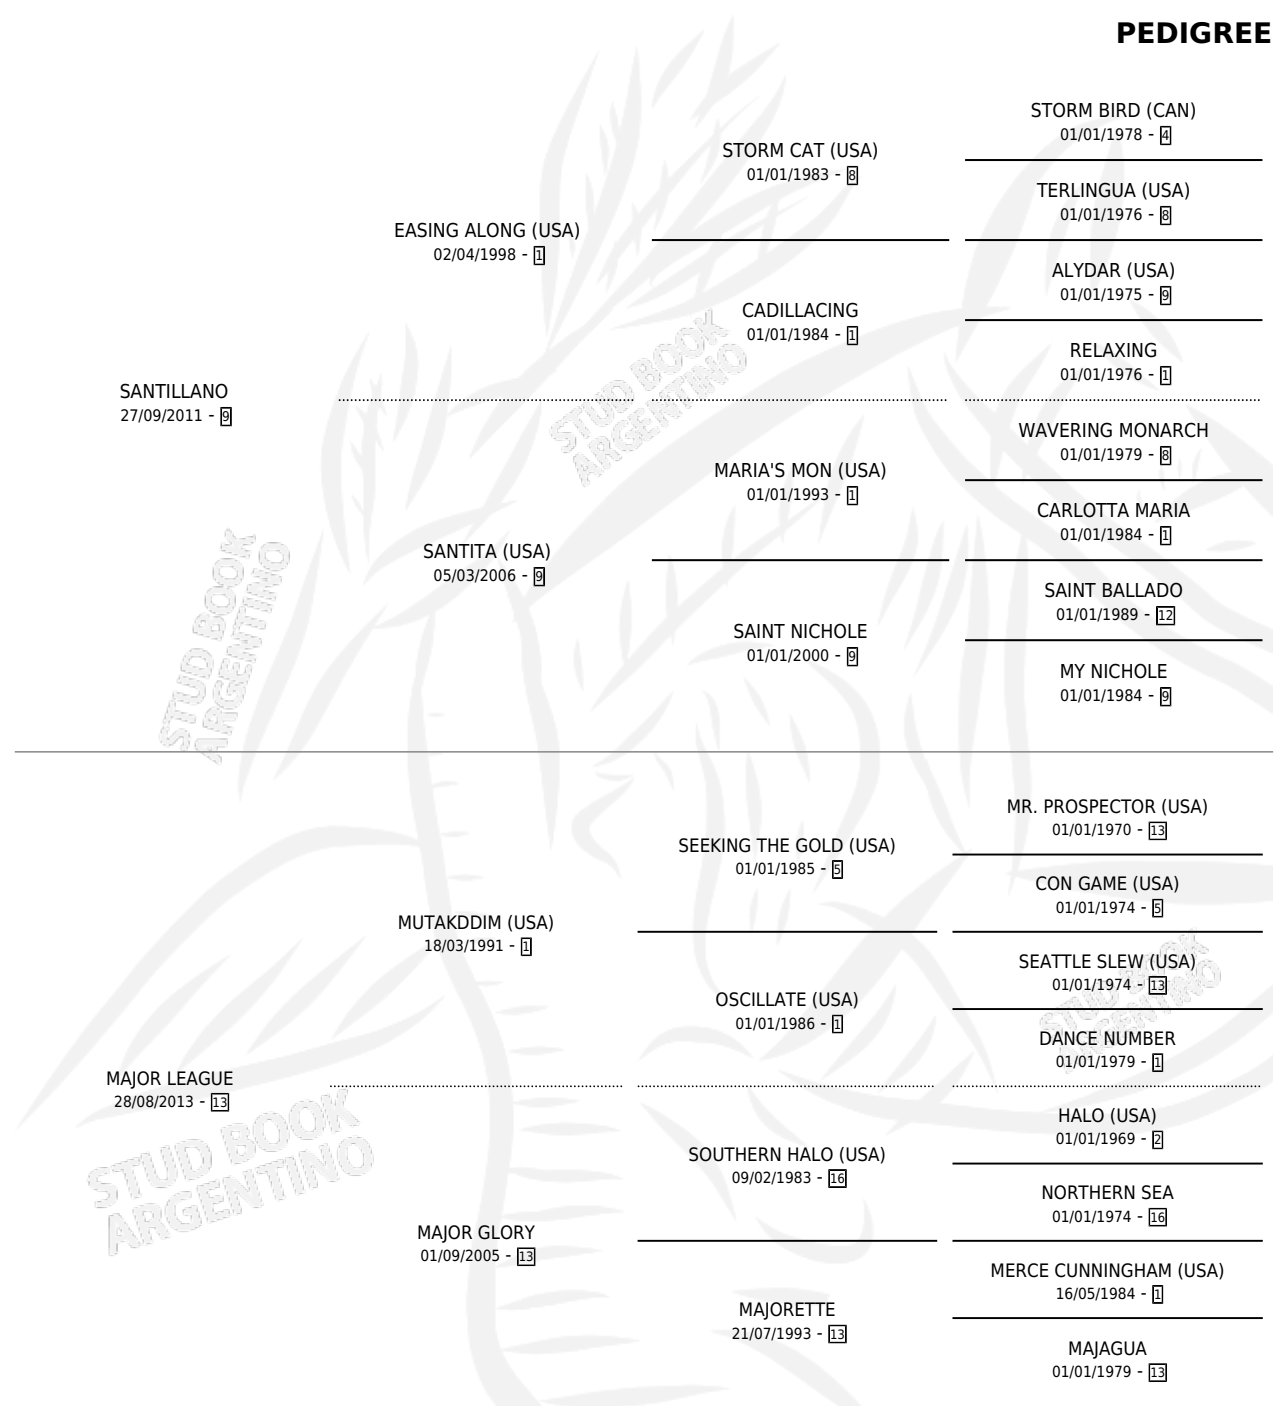 PEDIGREE
STORM BIRD (CAN)
01/01/1978 - 4
STORM CAT (USA)
01/01/1983 - 8
TERLINGUA (USA)
01/01/1976 - 8
EASING ALONG (USA)
02/04/1998 - 1
ALYDAR (USA)
01/01/1975 - 9
CADILLACING
01/01/1984 - 1
RELAXING
01/01/1976 - 1
SANTILLANO
27/09/2011 - 9
STUD BOOK
ARGENTINO
WAVERING MONARCH
01/01/1979 - 8
MARIA'S MON (USA)
01/01/1993 - 1
CARLOTTA MARIA
01/01/1984 - 1
SANTITA (USA)
05/03/2006 - 9
SAINT BALLADO
01/01/1989 - 12
SAINT NICHOLE
01/01/2000 - 9
MY NICHOLE
01/01/1984 - 9
STUD BOOK
ARGENTINO
MR. PROSPECTOR (USA)
01/01/1970 - 13
SEEKING THE GOLD (USA)
01/01/1985 - 5
CON GAME (USA)
01/01/1974 - 5
MUTAKDDIM (USA)
18/03/1991 - 1
SEATTLE SLEW (USA)
01/01/1974 - 13
OSCILLATE (USA)
01/01/1986 - 1
STUD BOOK
ARGENTINO
DANCE NUMBER
01/01/1979 - 1
MAJOR LEAGUE
28/08/2013 - 13
STUD BOOK
ARGENTINO
HALO (USA)
01/01/1969 - 2
SOUTHERN HALO (USA)
09/02/1983 - 16
NORTHERN SEA
01/01/1974 - 16
MAJOR GLORY
01/09/2005 - 13
MERCE CUNNINGHAM (USA)
16/05/1984 - 1
MAJORETTE
21/07/1993 - 13
MAJAGUA
01/01/1979 - 13